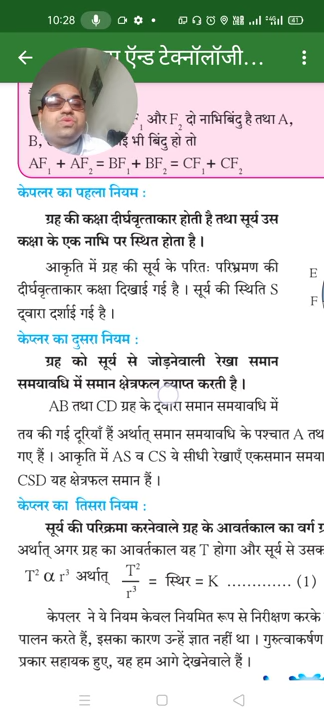 10:28
41
ऍन्ड टेक्नॉलॉजी...
और F₂ दो नाभिबिंदु है तथा A,
B, भी बिंदु हो तो
AF₁ + AF₂ = BF₁ + BF₂ = CF₁ + CF₂
केपलर का पहला नियम :
ग्रह की कक्षा दीर्घवृत्ताकार होती है तथा सूर्य उस
कक्षा के एक नाभि पर स्थित होता है ।
आकृति में ग्रह की सूर्य के परितः परिभ्रमण की
दीर्घवृत्ताकार कक्षा दिखाई गई है । सूर्य की स्थिति S
द्वारा दर्शाई गई है ।
E
F
केप्लर का दुसरा नियम :
ग्रह को सूर्य से जोड़नेवाली रेखा समान
समयावधि में समान क्षेत्रफल व्याप्त करती है ।
AB तथा CD ग्रह के द्वारा समान समयावधि में
तय की गई दूरियाँ हैं अर्थात् समान समयावधि के पश्चात A तथ
गए हैं । आकृति में AS व CS ये सीधी रेखाएँ एकसमान समया
CSD यह क्षेत्रफल समान हैं ।
केप्लर का तिसरा नियम :
सूर्य की परिक्रमा करनेवाले ग्रह के आवर्तकाल का वर्ग ग्र
अर्थात् अगर ग्रह का आवर्तकाल यह T होगा और सूर्य से उसक
T² α r³ अर्थात् T²/r³ = स्थिर = K ............. (1)
केपलर ने ये नियम केवल नियमित रूप से निरीक्षण करके
पालन करते हैं, इसका कारण उन्हें ज्ञात नहीं था । गुरुत्वाकर्षण
प्रकार सहायक हुए, यह हम आगे देखनेवाले हैं ।